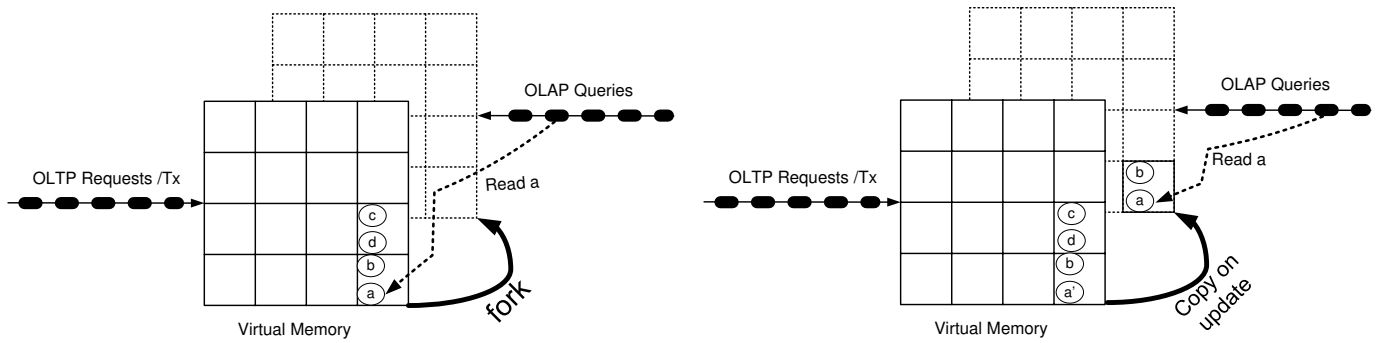 OLAP Queries
OLTP Requests /Tx
Read a
c
d
b
a
fork
Virtual Memory
OLAP Queries
OLTP Requests /Tx
Read a
b
a
c
d
b
a'
Copy on
update
Virtual Memory